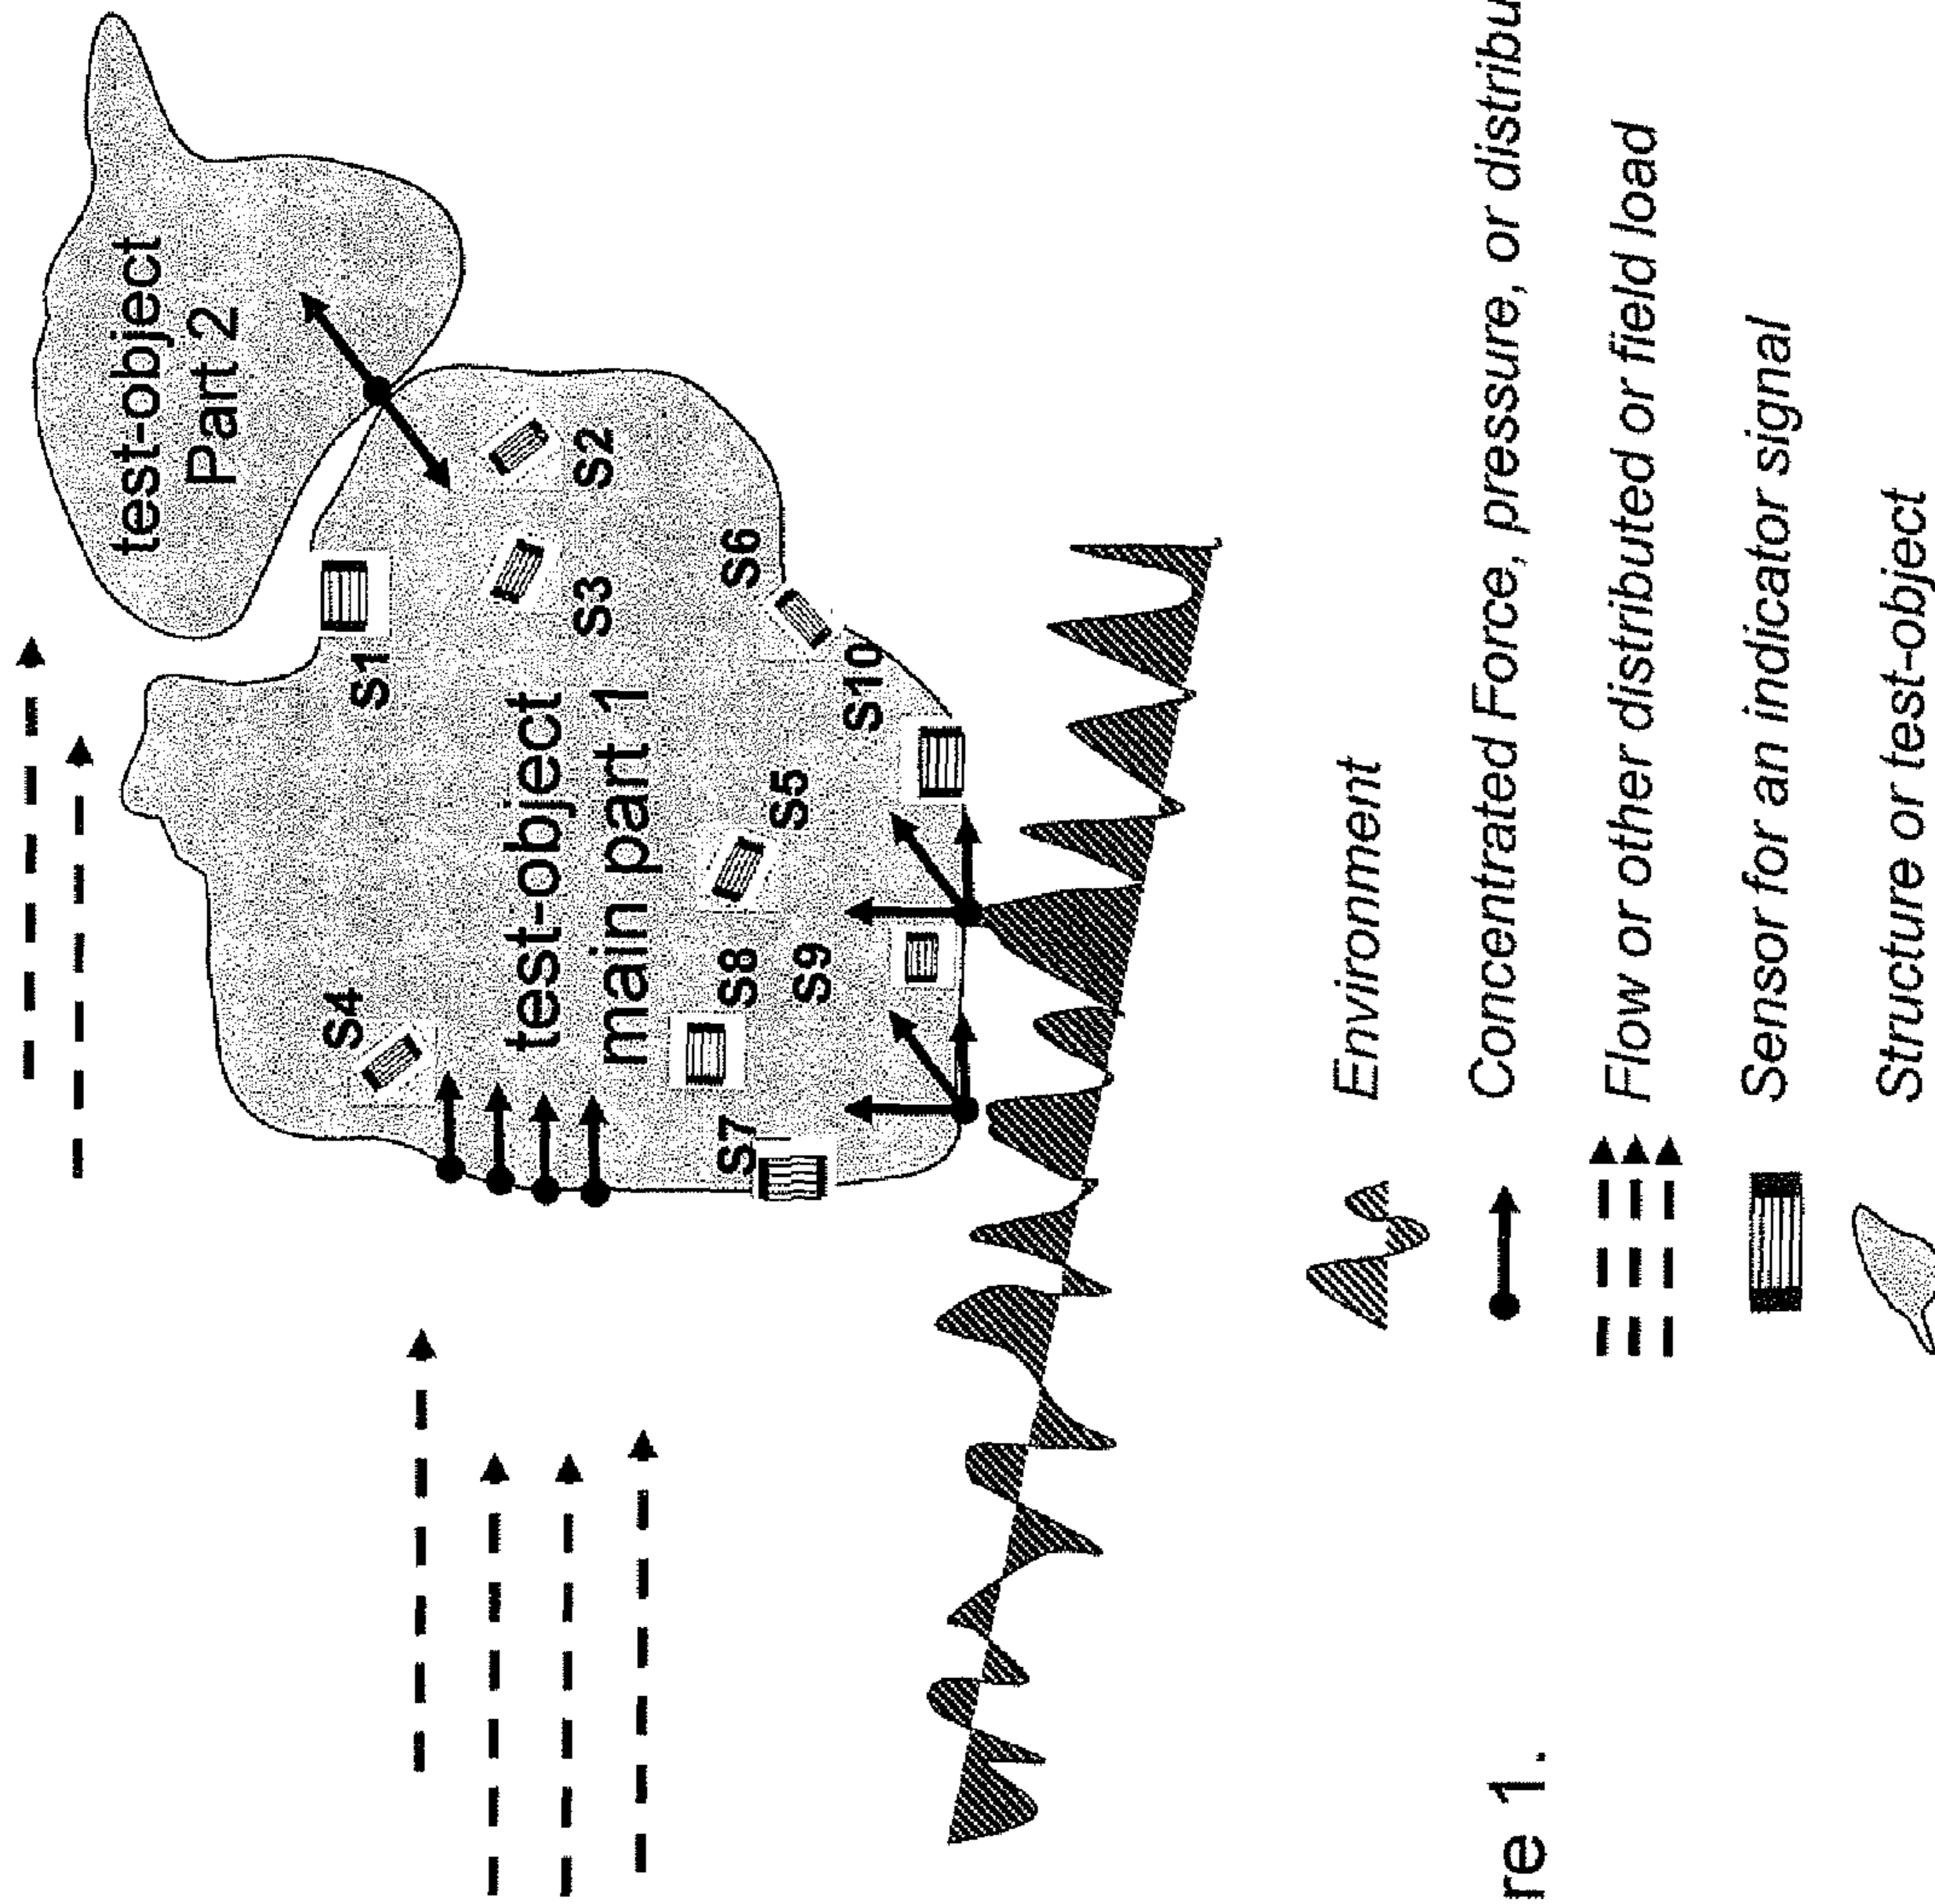 test-object
Part 2
S4
S1
test-object
main part 1
S3
S2
S7
S8
S6
S5
S9
S10
Environment
re 1.
Concentrated Force, pressure, or distribu
Flow or other distributed or field load
Sensor for an indicator signal
Structure or test-object